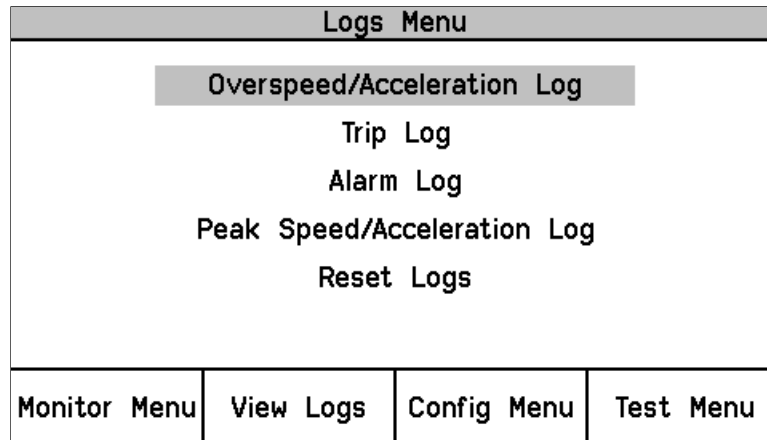 Logs Menu
Overspeed/Acceleration Log
Trip Log
Alarm Log
Peak Speed/Acceleration Log
Reset Logs
Monitor Menu
View Logs
Config Menu
Test Menu